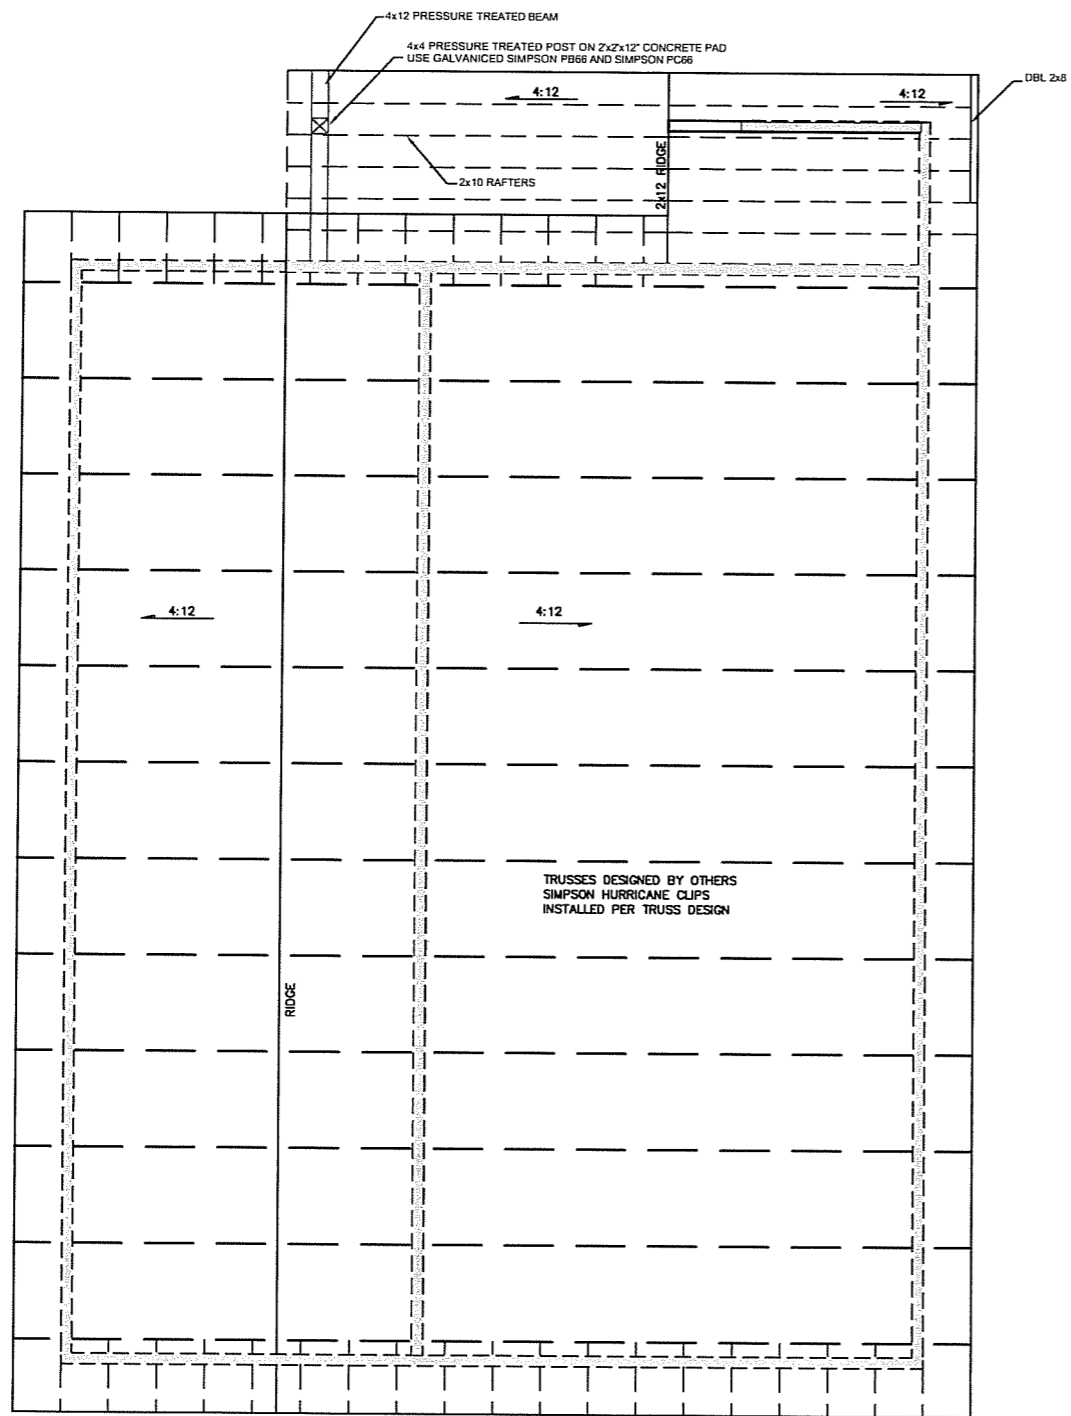 4x12 PRESSURE TREATED BEAM
4x4 PRESSURE TREATED POST ON 2'x2'x12" CONCRETE PAD
USE GALVANICED SIMPSON PB66 AND SIMPSON PC66
DBL 2x8
4:12
4:12
2x10 RAFTERS
2x12 RIDGE
4:12
4:12
TRUSSES DESIGNED BY OTHERS
SIMPSON HURRICANE CLIPS
INSTALLED PER TRUSS DESIGN
RIDGE